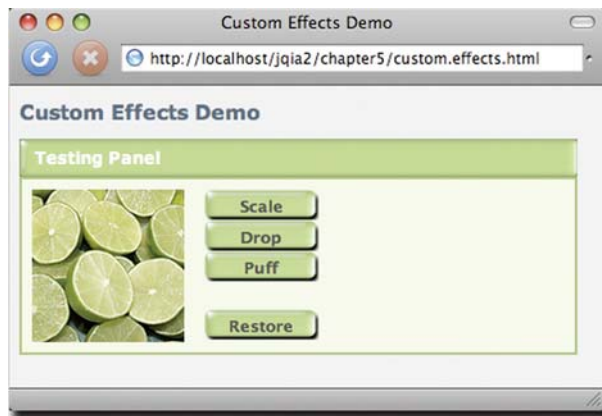 Custom Effects Demo
http://localhost/jqia2/chapter5/custom.effects.html
Custom Effects Demo
Testing Panel
Scale
Drop
Puff
Restore